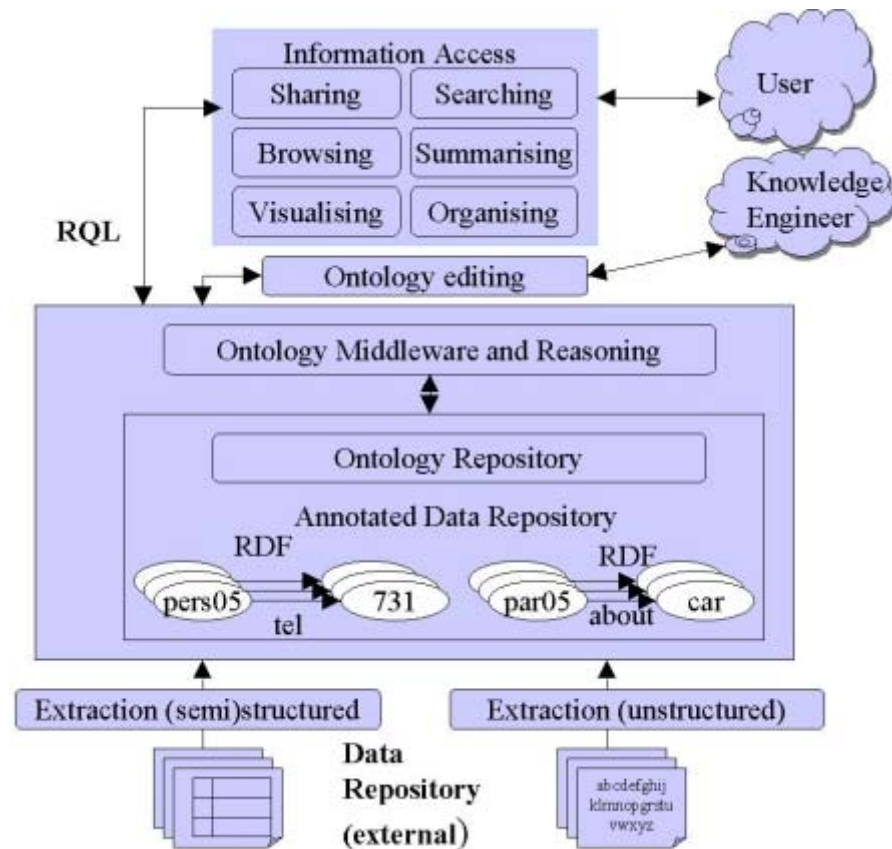 Information Access
Sharing
Searching
User
Browsing
Summarising
Knowledge
Engineer
Visualising
Organising
RQL
Ontology editing
Ontology Middleware and Reasoning
Ontology Repository
Annotated Data Repository
RDF
RDF
pers05
731
par05
car
tel
about
Extraction (semi)structured
Extraction (unstructured)
Data
Repository
(external)
abcdefghij
klmnopqrstu
vwxyz